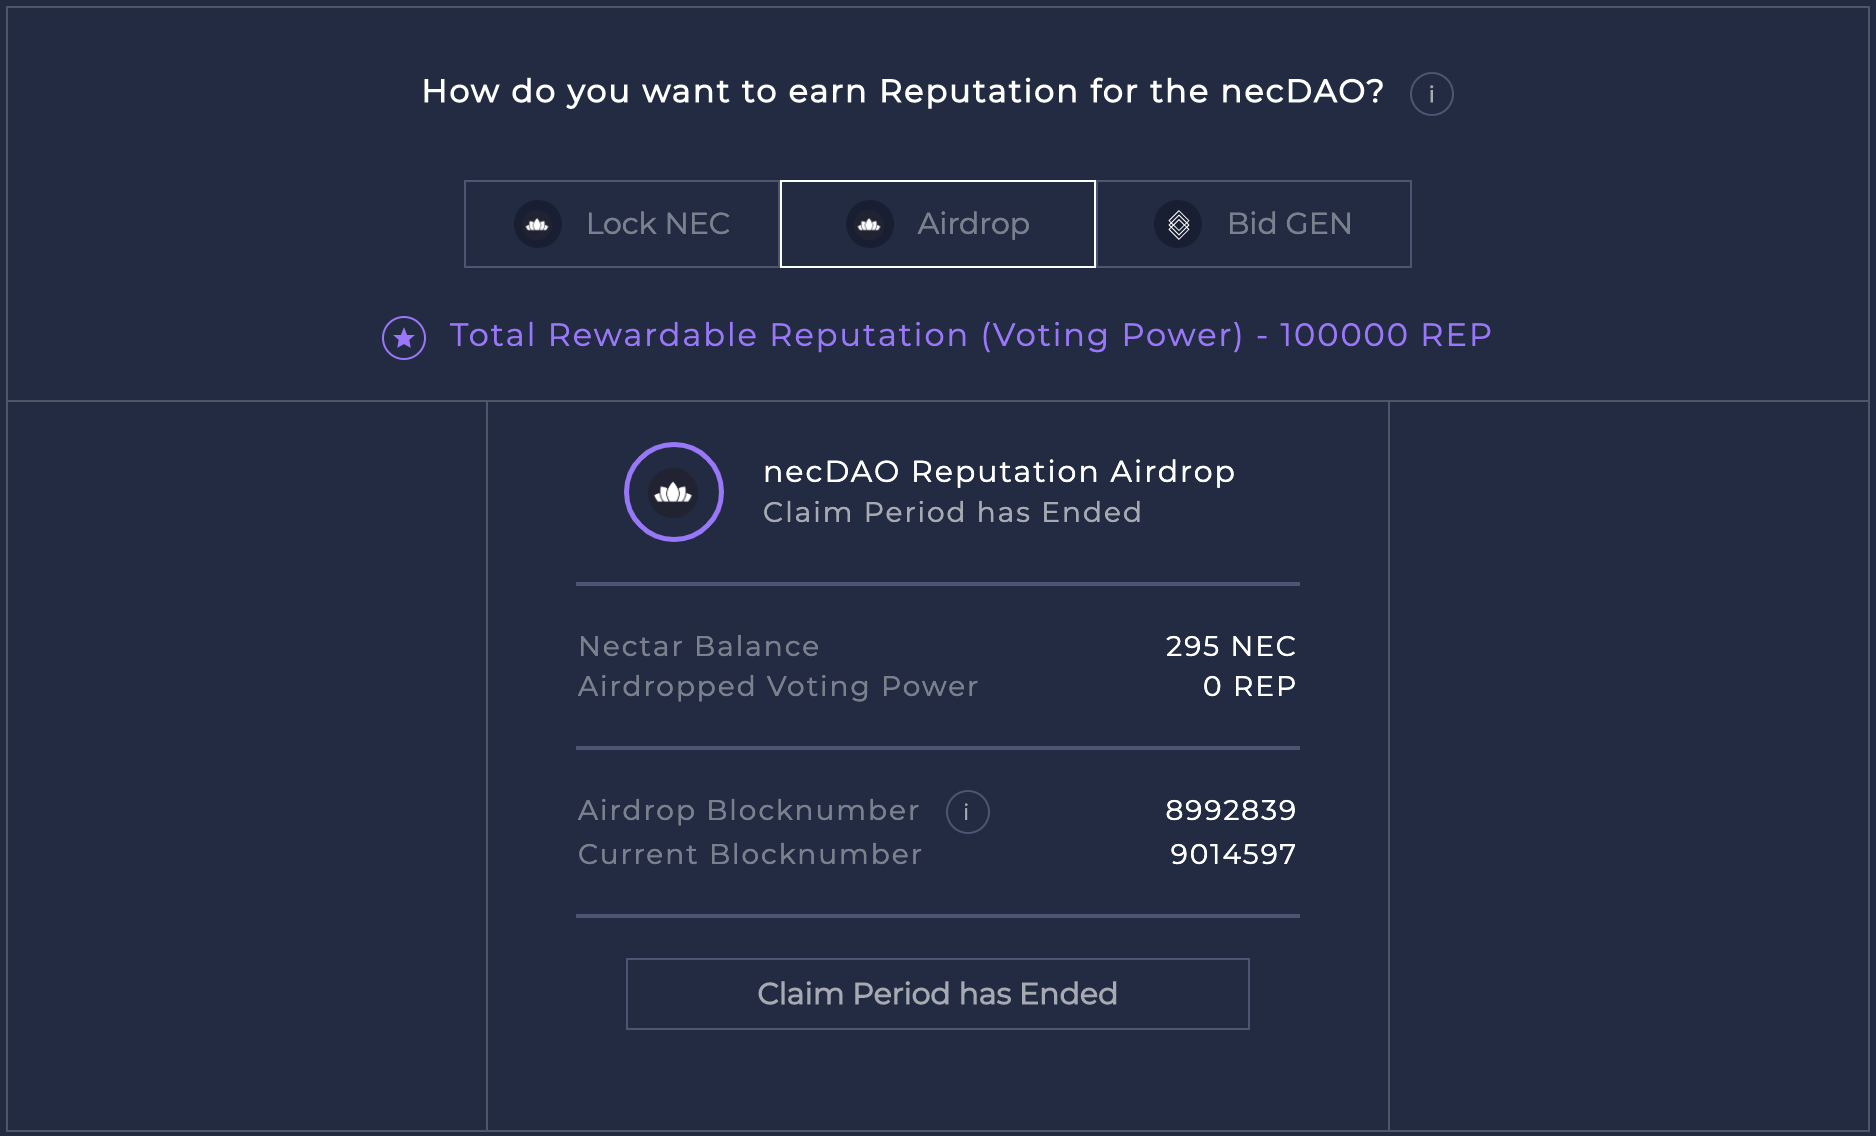 How do you want to earn Reputation for the necDAO? i
Lock NEC Airdrop Bid GEN
Total Rewardable Reputation (Voting Power) - 100000 REP
necDAO Reputation Airdrop
Claim Period has Ended
Nectar Balance 295 NEC
Airdropped Voting Power 0 REP
Airdrop Blocknumber i 8992839
Current Blocknumber 9014597
Claim Period has Ended